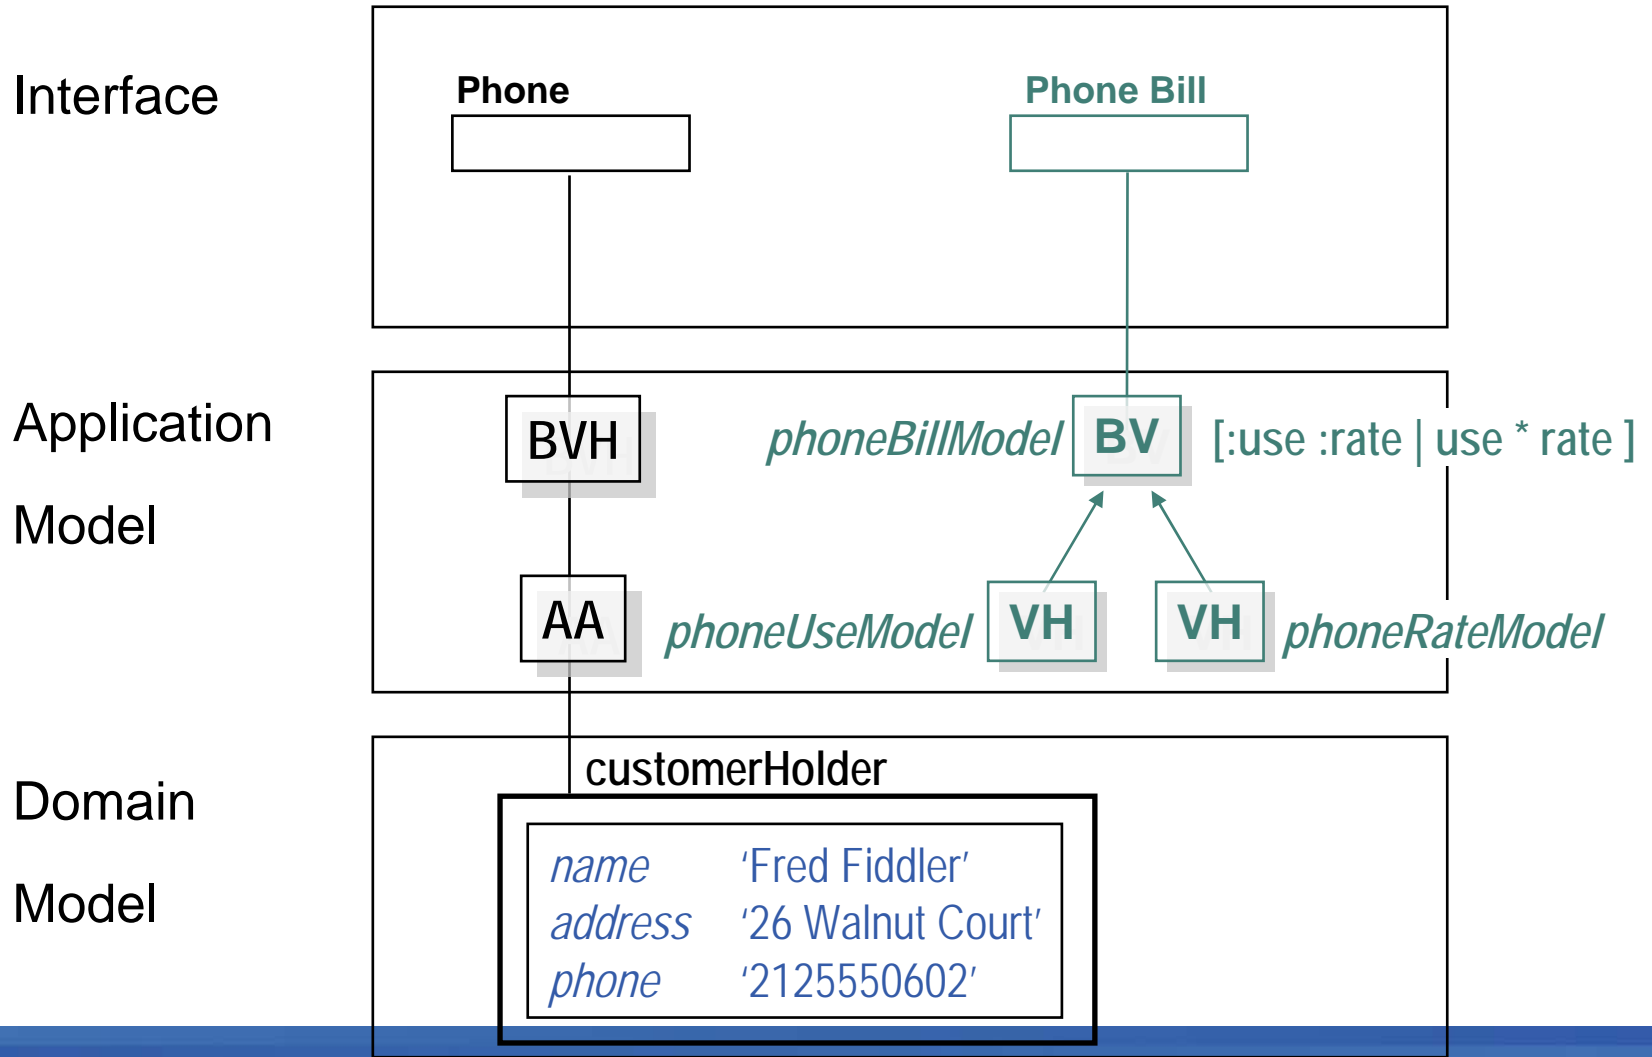 Interface
Phone
Phone Bill
Application
Model
BVH
phoneBillModel BV [:use :rate | use * rate ]
AA
phoneUseModel VH VH phoneRateModel
Domain
Model
customerHolder
name ‘Fred Fiddler’
address ‘26 Walnut Court’
phone ‘2125550602’